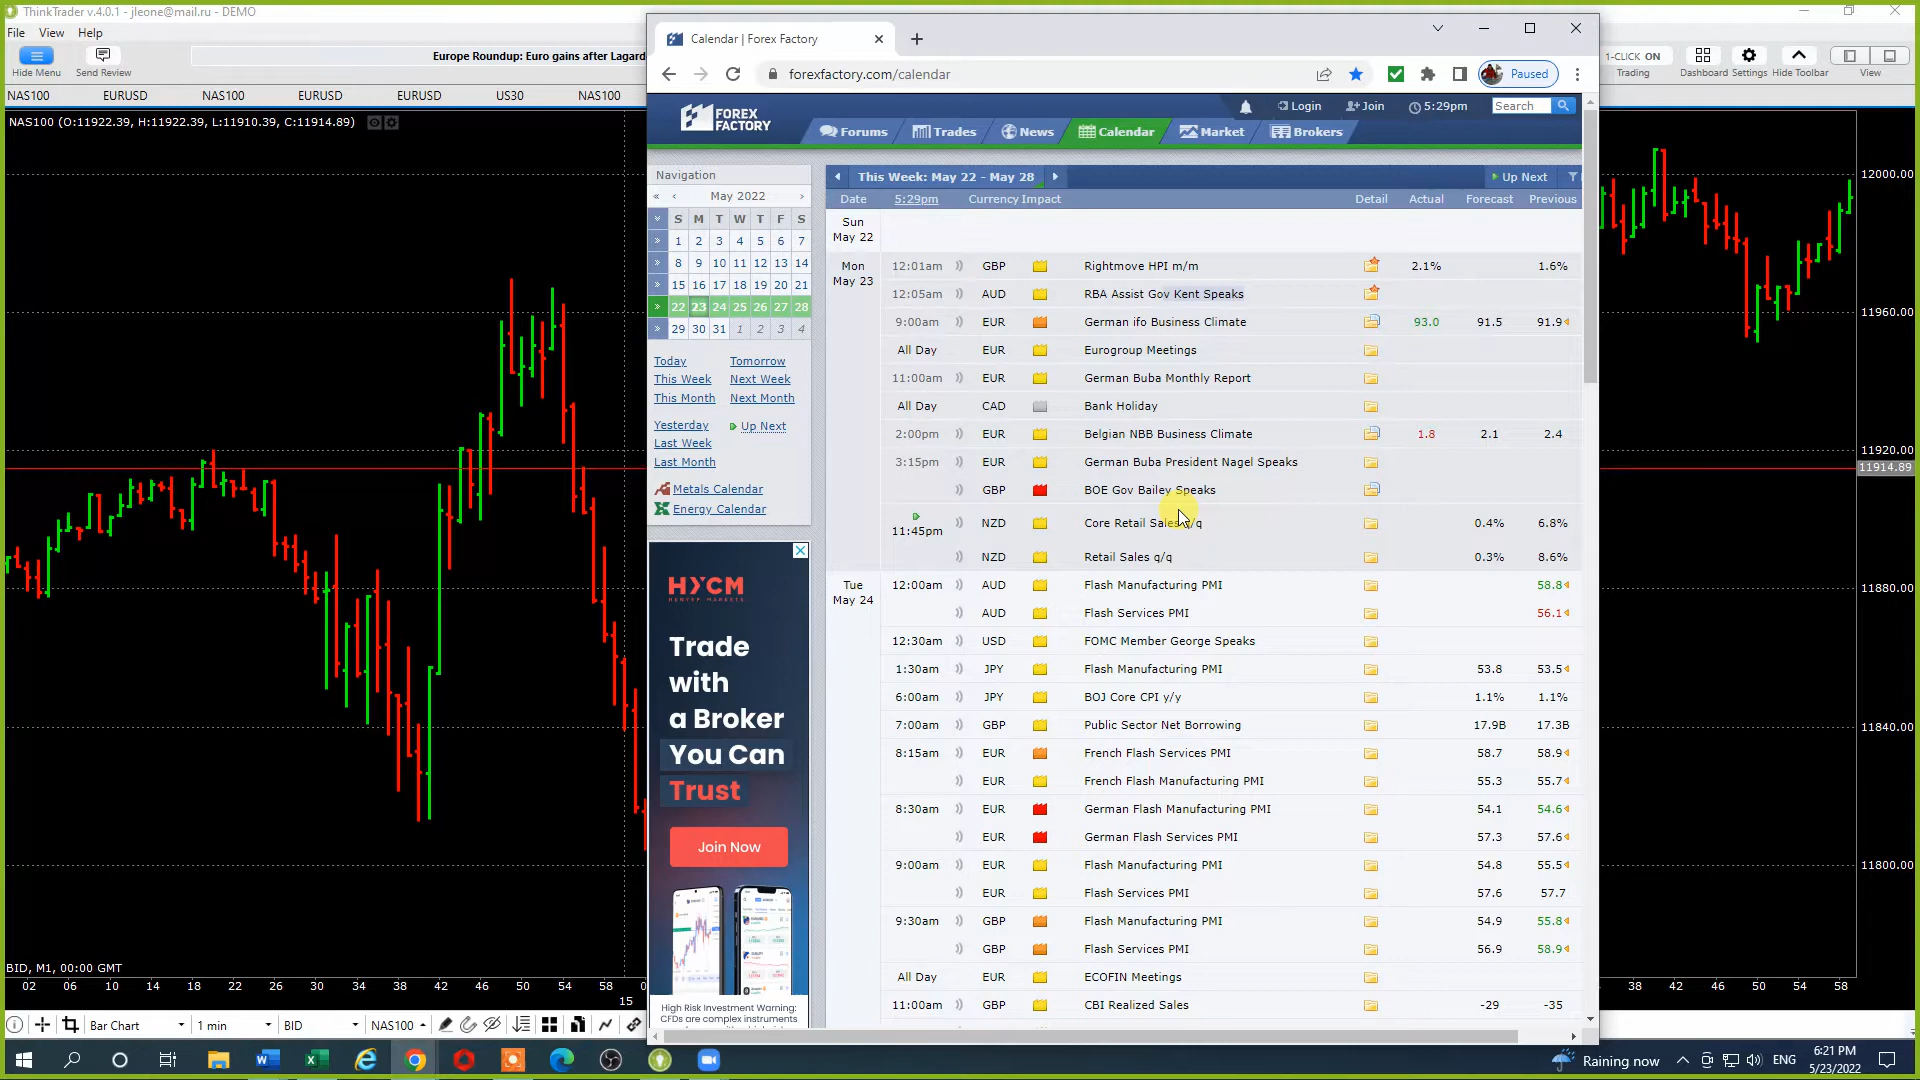 ThinkTrader v.4.0.1 - jleone@mail.ru - DEMO
File View Help
Hide Menu Send Review
Europe Roundup: Euro gains after Lagard
NAS100 EURUSD NAS100 EURUSD EURUSD US30 NAS100
NAS100 (O:11922.39, H:11922.39, L:11910.39, C:11914.89)
BID, M1, 00:00 GMT
02 06 10 14 18 22 26 30 34 38 42 46 50 54 58 0
15
Bar Chart 1 min BID NAS100
Calendar | Forex Factory
forexfactory.com/calendar
Paused
FOREX
FACTORY
Login Join 5:29pm Search
Forums Trades News Calendar Market Brokers
Navigation
« ‹ May 2022 ›
S M T W T F S
1 2 3 4 5 6 7
8 9 10 11 12 13 14
15 16 17 18 19 20 21
22 23 24 25 26 27 28
29 30 31 1 2 3 4
Today Tomorrow
This Week Next Week
This Month Next Month
Yesterday Up Next
Last Week
Last Month
Metals Calendar
Energy Calendar
HYCM
HENYEP MARKETS
Trade
with
a Broker
You Can
Trust
Join Now
High Risk Investment Warning:
CFDs are complex instruments
This Week: May 22 - May 28 Up Next
Date 5:29pm Currency Impact Detail Actual Forecast Previous
Sun
May 22
Mon
May 23
12:01am GBP Rightmove HPI m/m 2.1% 1.6%
12:05am AUD RBA Assist Gov Kent Speaks
9:00am EUR German ifo Business Climate 93.0 91.5 91.9
All Day EUR Eurogroup Meetings
11:00am EUR German Buba Monthly Report
All Day CAD Bank Holiday
2:00pm EUR Belgian NBB Business Climate 1.8 2.1 2.4
3:15pm EUR German Buba President Nagel Speaks
GBP BOE Gov Bailey Speaks
11:45pm NZD Core Retail Sales q/q 0.4% 6.8%
NZD Retail Sales q/q 0.3% 8.6%
Tue
May 24
12:00am AUD Flash Manufacturing PMI 58.8
AUD Flash Services PMI 56.1
12:30am USD FOMC Member George Speaks
1:30am JPY Flash Manufacturing PMI 53.8 53.5
6:00am JPY BOJ Core CPI y/y 1.1% 1.1%
7:00am GBP Public Sector Net Borrowing 17.9B 17.3B
8:15am EUR French Flash Services PMI 58.7 58.9
EUR French Flash Manufacturing PMI 55.3 55.7
8:30am EUR German Flash Manufacturing PMI 54.1 54.6
EUR German Flash Services PMI 57.3 57.6
9:00am EUR Flash Manufacturing PMI 54.8 55.5
EUR Flash Services PMI 57.6 57.7
9:30am GBP Flash Manufacturing PMI 54.9 55.8
GBP Flash Services PMI 56.9 58.9
All Day EUR ECOFIN Meetings
11:00am GBP CBI Realized Sales -29 -35
1-CLICK ON
Trading Dashboard Settings Hide Toolbar View
12000.00
11960.00
11920.00
11914.89
11880.00
11840.00
11800.00
38 42 46 50 54 58
Raining now ENG 6:21 PM
5/23/2022